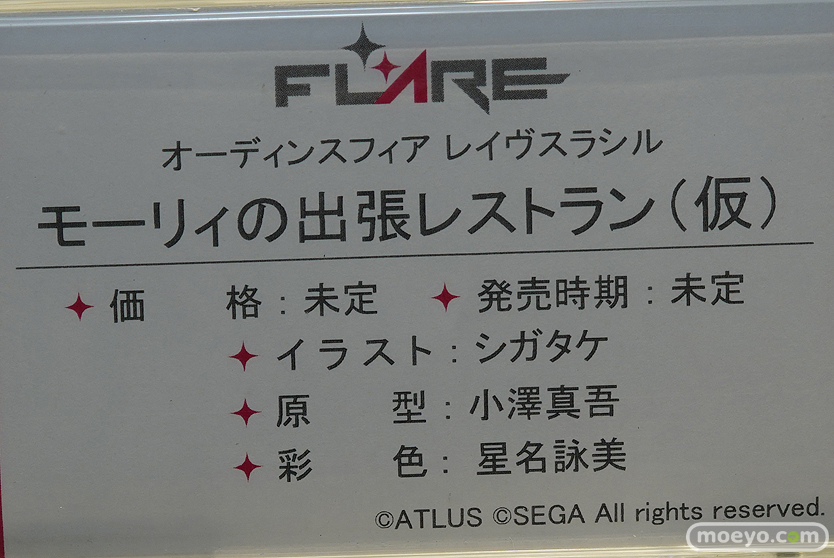 FLARE
オーディンスフィア レイヴスラシル
モーリィの出張レストラン（仮）
価　　格：未定　発売時期：未定
イラスト：シガタケ
原　　型：小澤真吾
彩　　色：星名詠美
©ATLUS ©SEGA All rights reserved.
moeyo.com